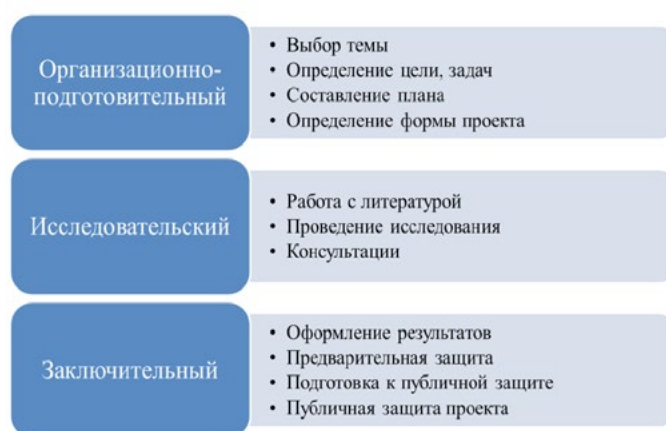 Организационно-
подготовительный
• Выбор темы
• Определение цели, задач
• Составление плана
• Определение формы проекта
Исследовательский
• Работа с литературой
• Проведение исследования
• Консультации
Заключительный
• Оформление результатов
• Предварительная защита
• Подготовка к публичной защите
• Публичная защита проекта